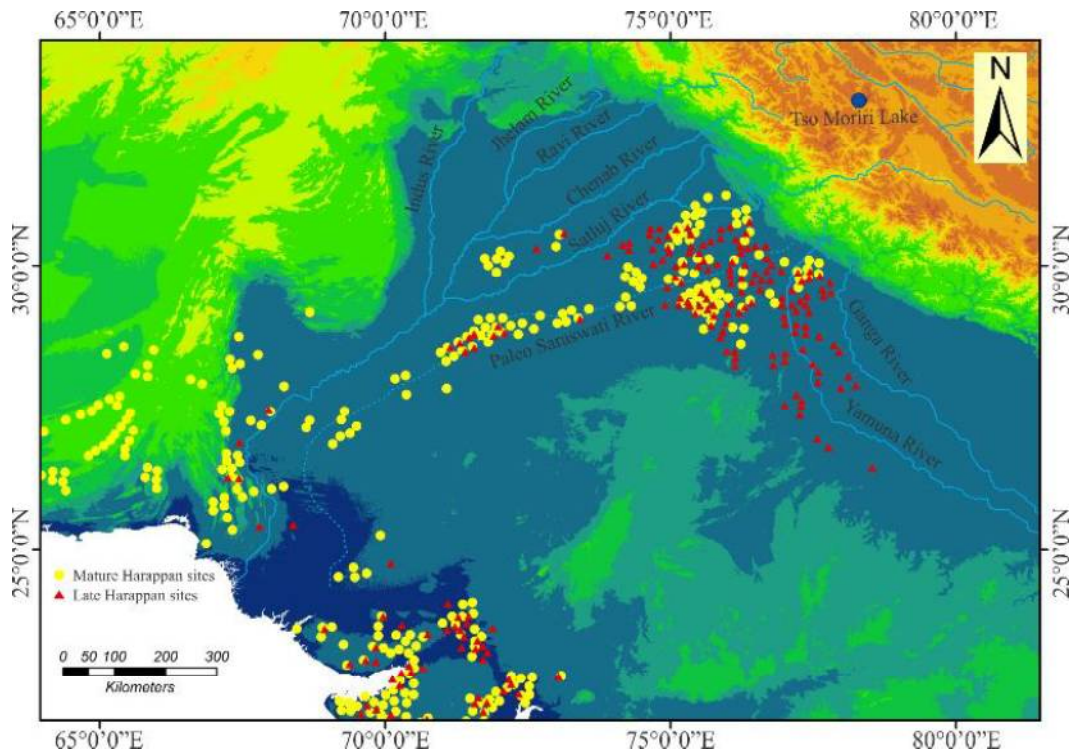 65°0'0"E 70°0'0"E 75°0'0"E 80°0'0"E
N
Tso Moriri Lake
Indus River
Jhelam River
Ravi River
Chenab River
Satluj River
30°0'0"N 30°0'0"N
Paleo Saraswati River
Ganga River
Yamuna River
25°0'0"N 25°0'0"N
Mature Harappan sites
Late Harappan sites
0 50 100 200 300
Kilometers
65°0'0"E 70°0'0"E 75°0'0"E 80°0'0"E